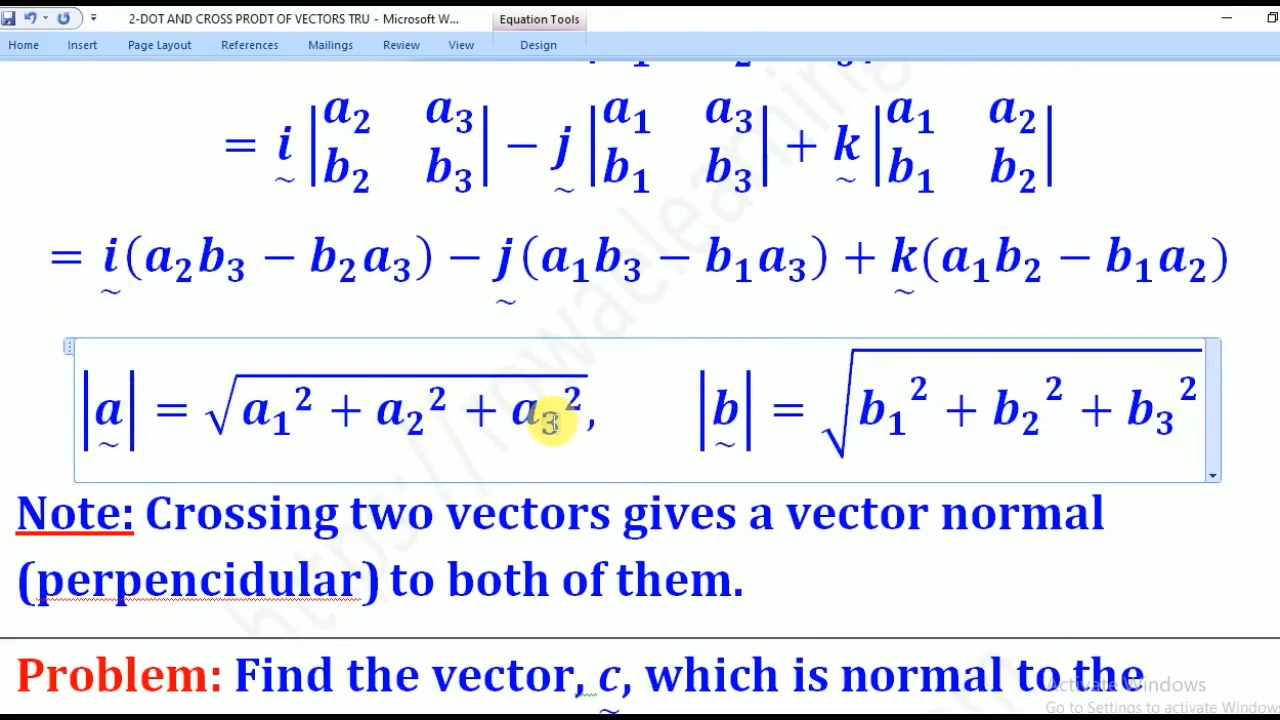 2-DOT AND CROSS PRODT OF VECTORS TRU - Microsoft W... Equation Tools
Home Insert Page Layout References Mailings Review View Design
= i |a₂ a₃| − j |a₁ a₃| + k |a₁ a₂|
|b₂ b₃| |b₁ b₃| |b₁ b₂|
= i(a₂b₃ − b₂a₃) − j(a₁b₃ − b₁a₃) + k(a₁b₂ − b₁a₂)
|a| = √a₁² + a₂² + a₃², |b| = √b₁² + b₂² + b₃²
Note: Crossing two vectors gives a vector normal
(perpencidular) to both of them.
Problem: Find the vector, c, which is normal to the
Activate Windows
Go to Settings to activate Windows